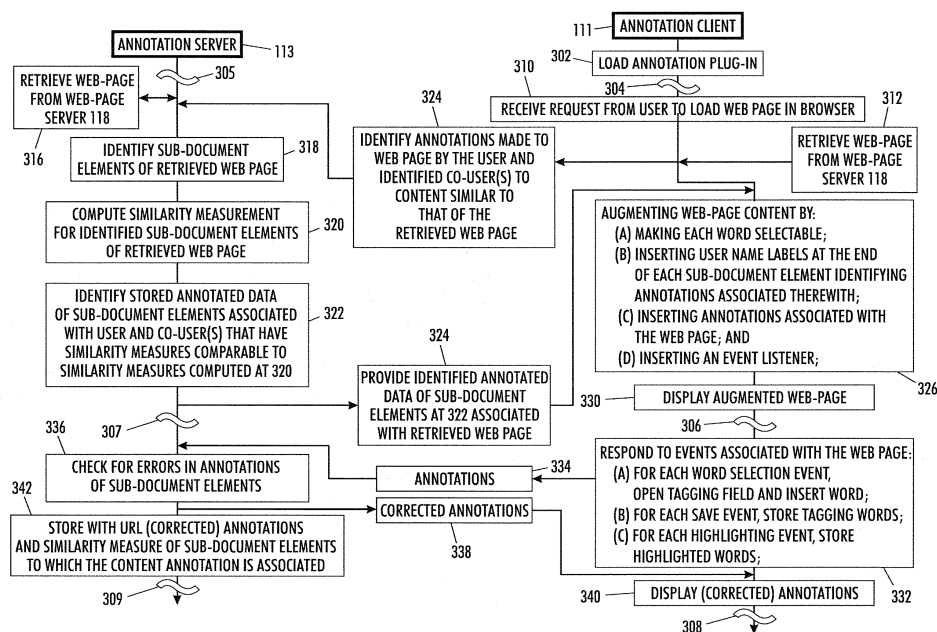 ANNOTATION SERVER
113
305
RETRIEVE WEB-PAGE
FROM WEB-PAGE
SERVER 118
316
IDENTIFY SUB-DOCUMENT
ELEMENTS OF RETRIEVED WEB PAGE
318
COMPUTE SIMILARITY MEASUREMENT
FOR IDENTIFIED SUB-DOCUMENT ELEMENTS
OF RETRIEVED WEB PAGE
320
IDENTIFY STORED ANNOTATED DATA
OF SUB-DOCUMENT ELEMENTS ASSOCIATED
WITH USER AND CO-USER(S) THAT HAVE
SIMILARITY MEASURES COMPARABLE TO
SIMILARITY MEASURES COMPUTED AT 320
322
307
336
CHECK FOR ERRORS IN ANNOTATIONS
OF SUB-DOCUMENT ELEMENTS
342
STORE WITH URL (CORRECTED) ANNOTATIONS
AND SIMILARITY MEASURE OF SUB-DOCUMENT ELEMENTS
TO WHICH THE CONTENT ANNOTATION IS ASSOCIATED
309
324
IDENTIFY ANNOTATIONS MADE TO
WEB PAGE BY THE USER AND
IDENTIFIED CO-USER(S) TO
CONTENT SIMILAR TO
THAT OF THE
RETRIEVED WEB PAGE
324
PROVIDE IDENTIFIED ANNOTATED
DATA OF SUB-DOCUMENT
ELEMENTS AT 322 ASSOCIATED
WITH RETRIEVED WEB PAGE
334
ANNOTATIONS
CORRECTED ANNOTATIONS
338
111
ANNOTATION CLIENT
302
LOAD ANNOTATION PLUG-IN
304
310
RECEIVE REQUEST FROM USER TO LOAD WEB PAGE IN BROWSER
312
RETRIEVE WEB-PAGE
FROM WEB-PAGE
SERVER 118
AUGMENTING WEB-PAGE CONTENT BY:
(A) MAKING EACH WORD SELECTABLE;
(B) INSERTING USER NAME LABELS AT THE END
OF EACH SUB-DOCUMENT ELEMENT IDENTIFYING
ANNOTATIONS ASSOCIATED THEREWITH;
(C) INSERTING ANNOTATIONS ASSOCIATED WITH
THE WEB PAGE; AND
(D) INSERTING AN EVENT LISTENER;
326
330
DISPLAY AUGMENTED WEB-PAGE
306
RESPOND TO EVENTS ASSOCIATED WITH THE WEB PAGE:
(A) FOR EACH WORD SELECTION EVENT,
OPEN TAGGING FIELD AND INSERT WORD;
(B) FOR EACH SAVE EVENT, STORE TAGGING WORDS;
(C) FOR EACH HIGHLIGHTING EVENT, STORE
HIGHLIGHTED WORDS;
332
340
DISPLAY (CORRECTED) ANNOTATIONS
308